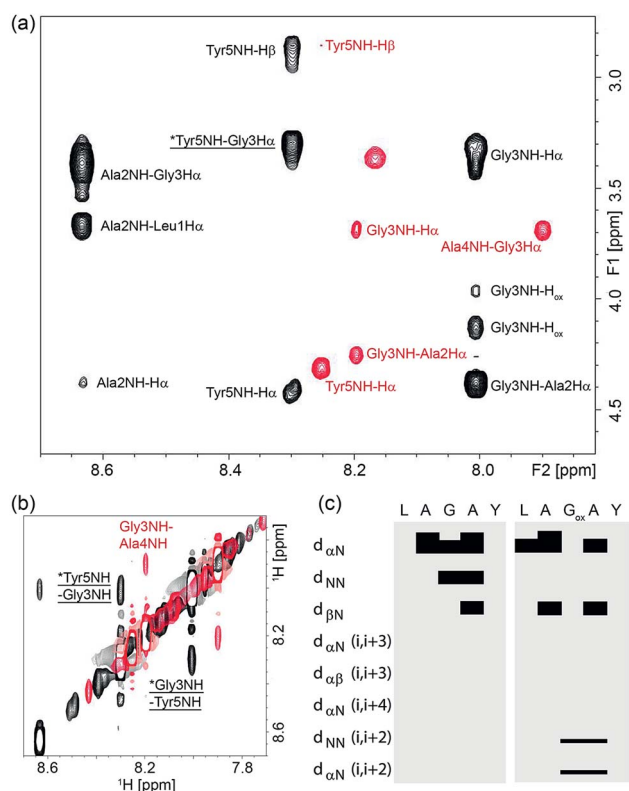 (a)
Tyr5NH-Hβ Tyr5NH-Hβ
*Tyr5NH-Gly3Hα
Gly3NH-Hα
Ala2NH-Gly3Hα
Ala2NH-Leu1Hα
Gly3NH-Hα
Ala4NH-Gly3Hα
Gly3NH-Hox
Gly3NH-Hox
Gly3NH-Ala2Hα
Ala2NH-Hα
Tyr5NH-Hα
Tyr5NH-Hα
Gly3NH-Ala2Hα
3.0
3.5
4.0
4.5
F1 [ppm]
8.6 8.4 8.2 8.0 F2 [ppm]
(b)
Gly3NH-
Ala4NH
*Tyr5NH
-Gly3NH
*Gly3NH
-Tyr5NH
¹H [ppm]
8.2
8.6
8.6 8.2 7.8
¹H [ppm]
(c)
L A G A Y L A Gox A Y
dαN
dNN
dβN
dαN (i,i+3)
dαβ (i,i+3)
dαN (i,i+4)
dNN (i,i+2)
dαN (i,i+2)